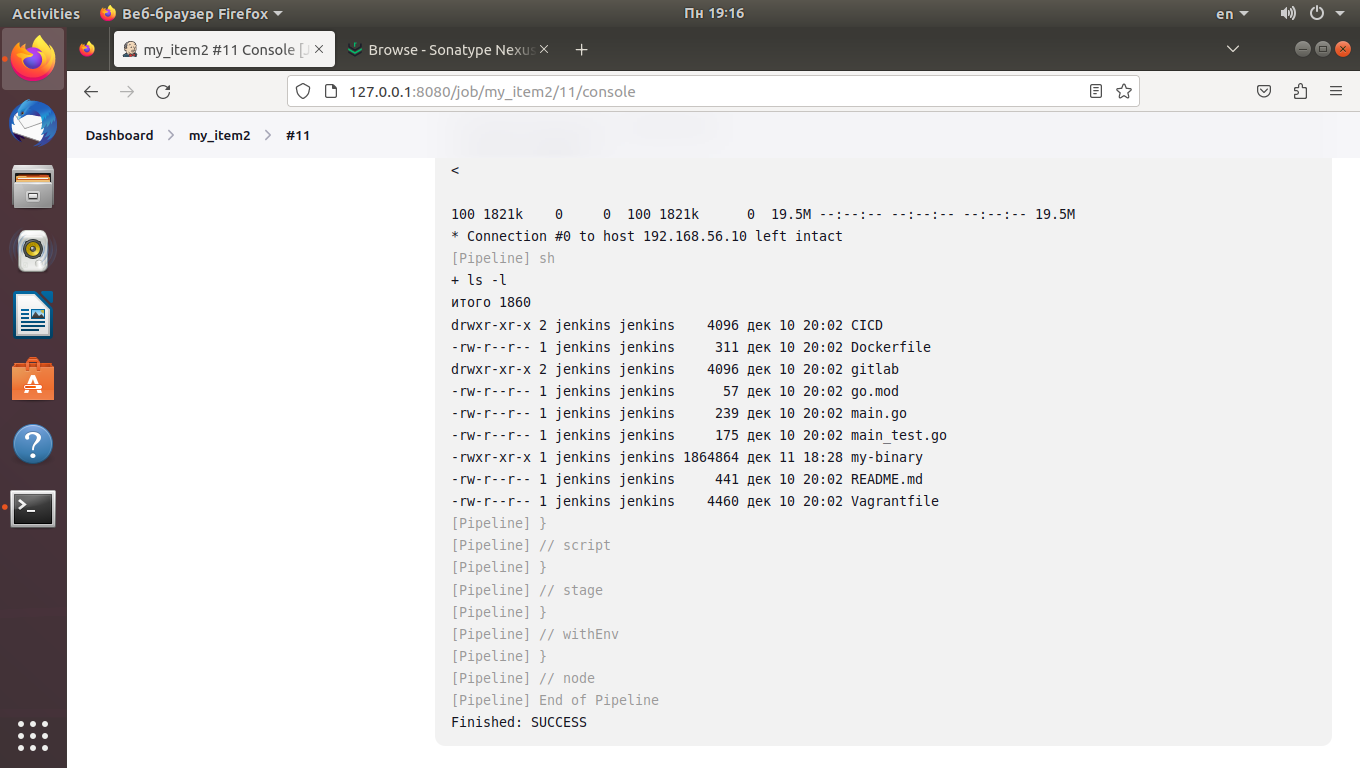 Activities Веб-браузер Firefox Пн 19:16 en
my_item2 #11 Console [ Browse - Sonatype Nexus
127.0.0.1:8080/job/my_item2/11/console
Dashboard my_item2 #11
<
100 1821k    0     0  100 1821k      0  19.5M --:--:-- --:--:-- --:--:-- 19.5M
* Connection #0 to host 192.168.56.10 left intact
[Pipeline] sh
+ ls -l
итого 1860
drwxr-xr-x 2 jenkins jenkins    4096 дек 10 20:02 CICD
-rw-r--r-- 1 jenkins jenkins     311 дек 10 20:02 Dockerfile
drwxr-xr-x 2 jenkins jenkins    4096 дек 10 20:02 gitlab
-rw-r--r-- 1 jenkins jenkins      57 дек 10 20:02 go.mod
-rw-r--r-- 1 jenkins jenkins     239 дек 10 20:02 main.go
-rw-r--r-- 1 jenkins jenkins     175 дек 10 20:02 main_test.go
-rwxr-xr-x 1 jenkins jenkins 1864864 дек 11 18:28 my-binary
-rw-r--r-- 1 jenkins jenkins     441 дек 10 20:02 README.md
-rw-r--r-- 1 jenkins jenkins    4460 дек 10 20:02 Vagrantfile
[Pipeline] }
[Pipeline] // script
[Pipeline] }
[Pipeline] // stage
[Pipeline] }
[Pipeline] // withEnv
[Pipeline] }
[Pipeline] // node
[Pipeline] End of Pipeline
Finished: SUCCESS